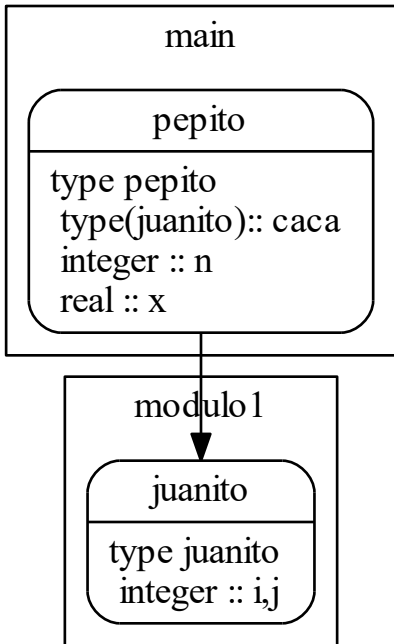 main
pepito
type pepito
type(juanito):: caca
integer :: n
real :: x
modulo1
juanito
type juanito
integer :: i,j